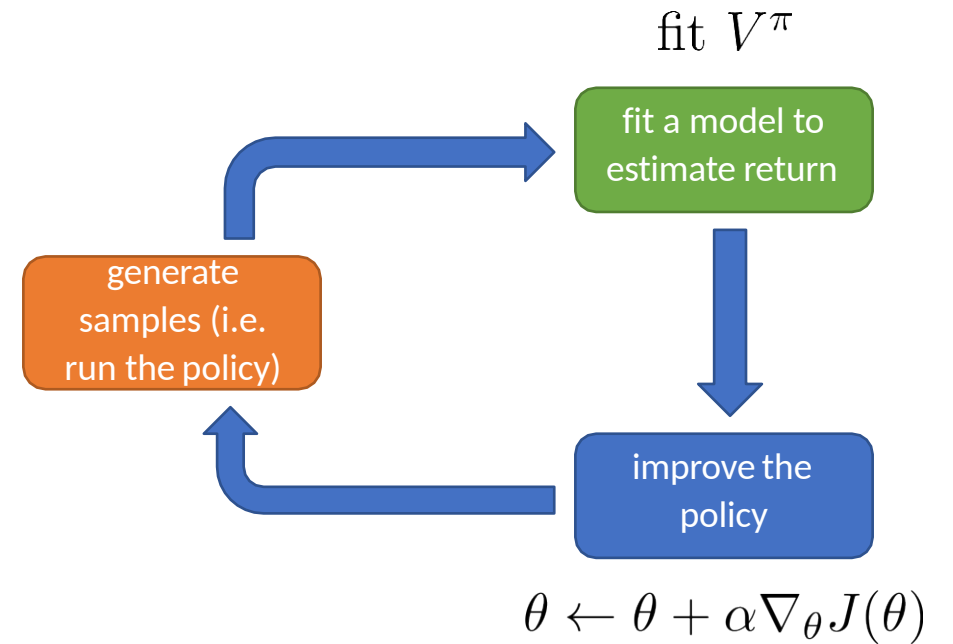 fit V^π
fit a model to
estimate return
generate
samples (i.e.
run the policy)
improve the
policy
θ ← θ + α∇_θ J(θ)